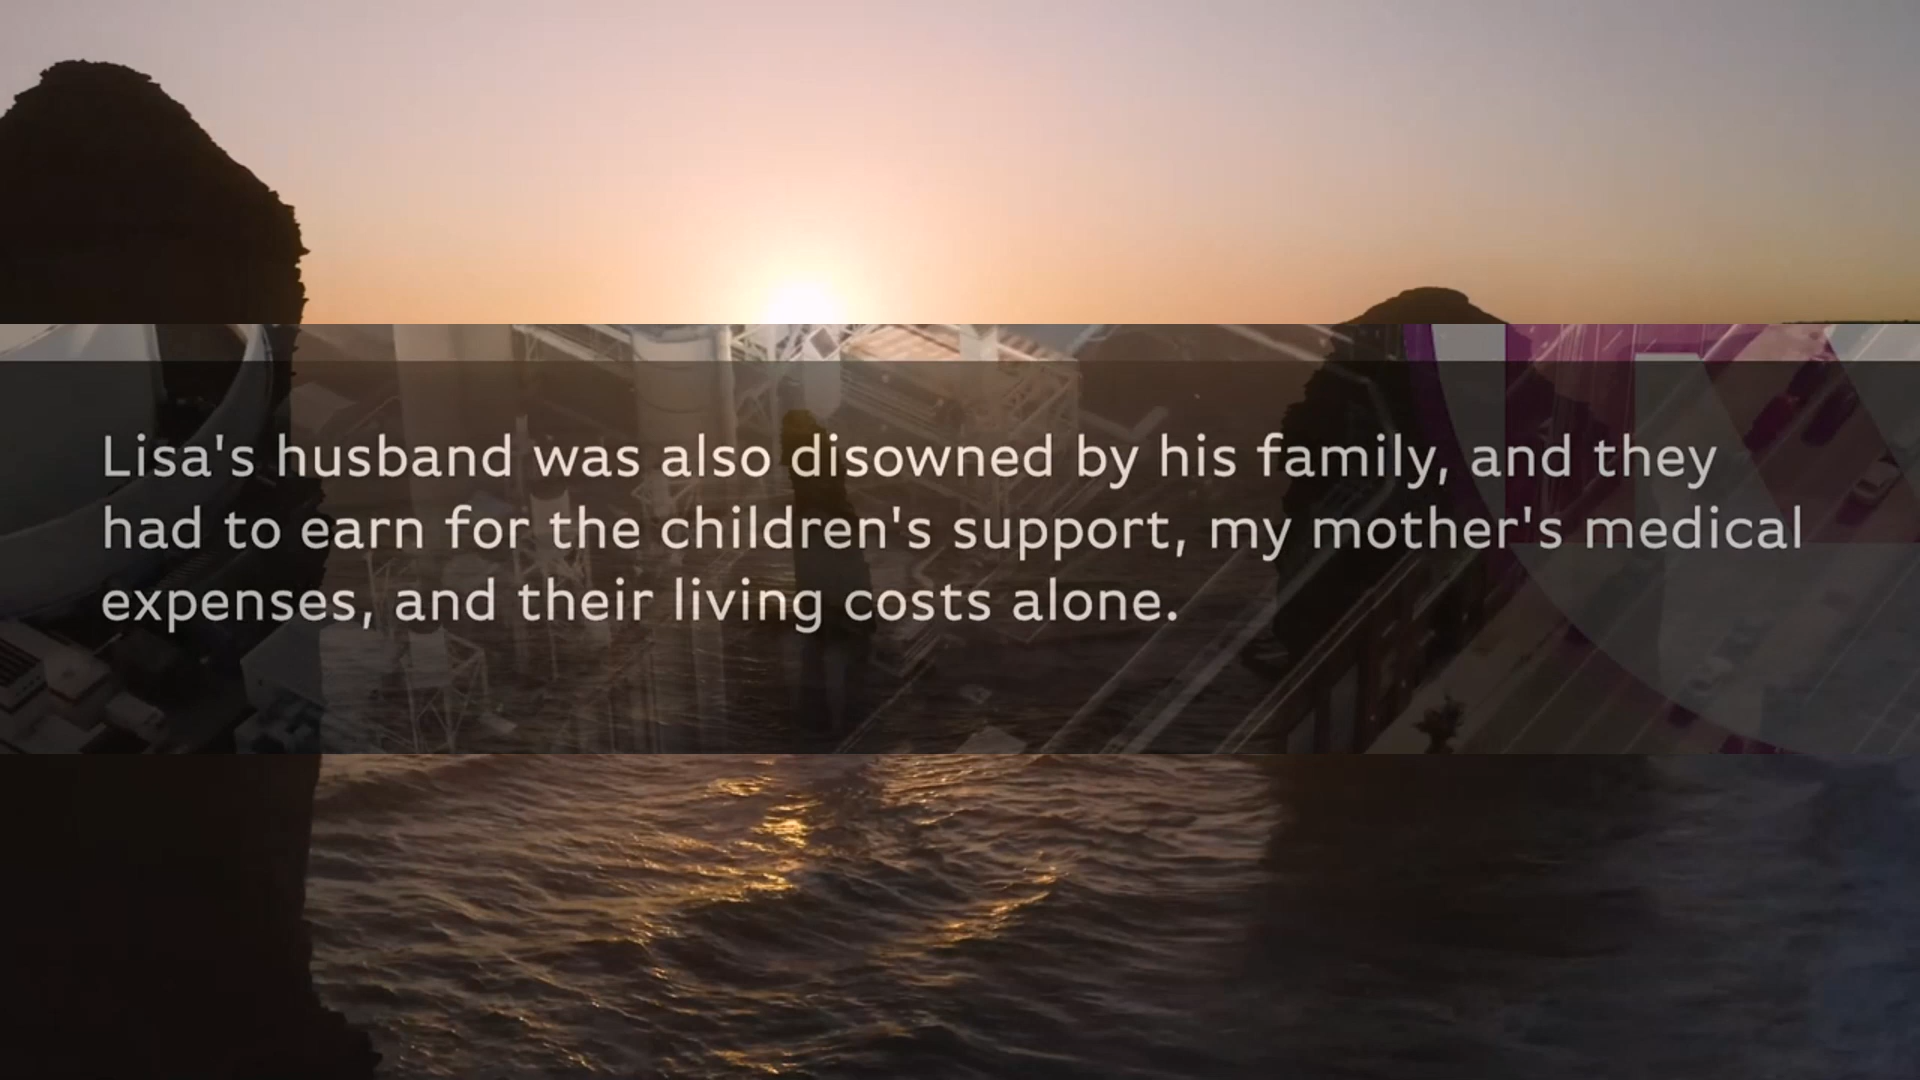 Lisa's husband was also disowned by his family, and they
had to earn for the children's support, my mother's medical
expenses, and their living costs alone.